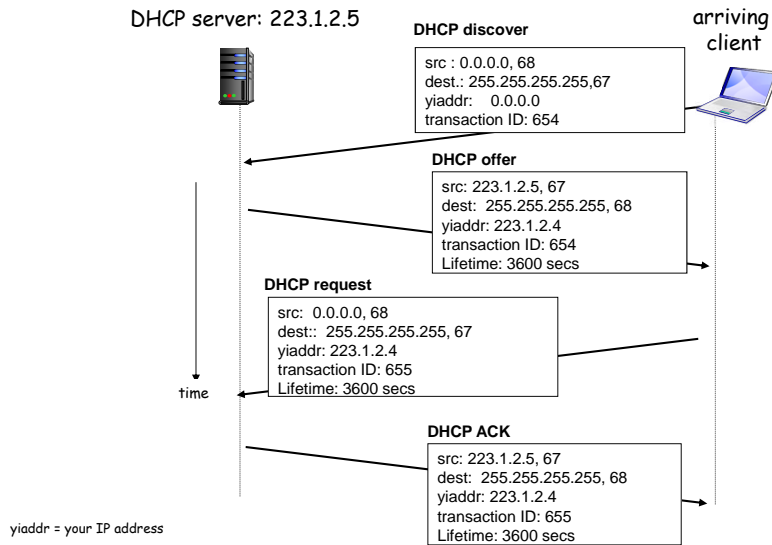 DHCP server: 223.1.2.5
arriving
client
DHCP discover
src : 0.0.0.0, 68
dest.: 255.255.255.255,67
yiaddr: 0.0.0.0
transaction ID: 654
DHCP offer
src: 223.1.2.5, 67
dest: 255.255.255.255, 68
yiaddr: 223.1.2.4
transaction ID: 654
Lifetime: 3600 secs
DHCP request
src: 0.0.0.0, 68
dest:: 255.255.255.255, 67
yiaddr: 223.1.2.4
transaction ID: 655
Lifetime: 3600 secs
time
DHCP ACK
src: 223.1.2.5, 67
dest: 255.255.255.255, 68
yiaddr: 223.1.2.4
transaction ID: 655
Lifetime: 3600 secs
yiaddr = your IP address